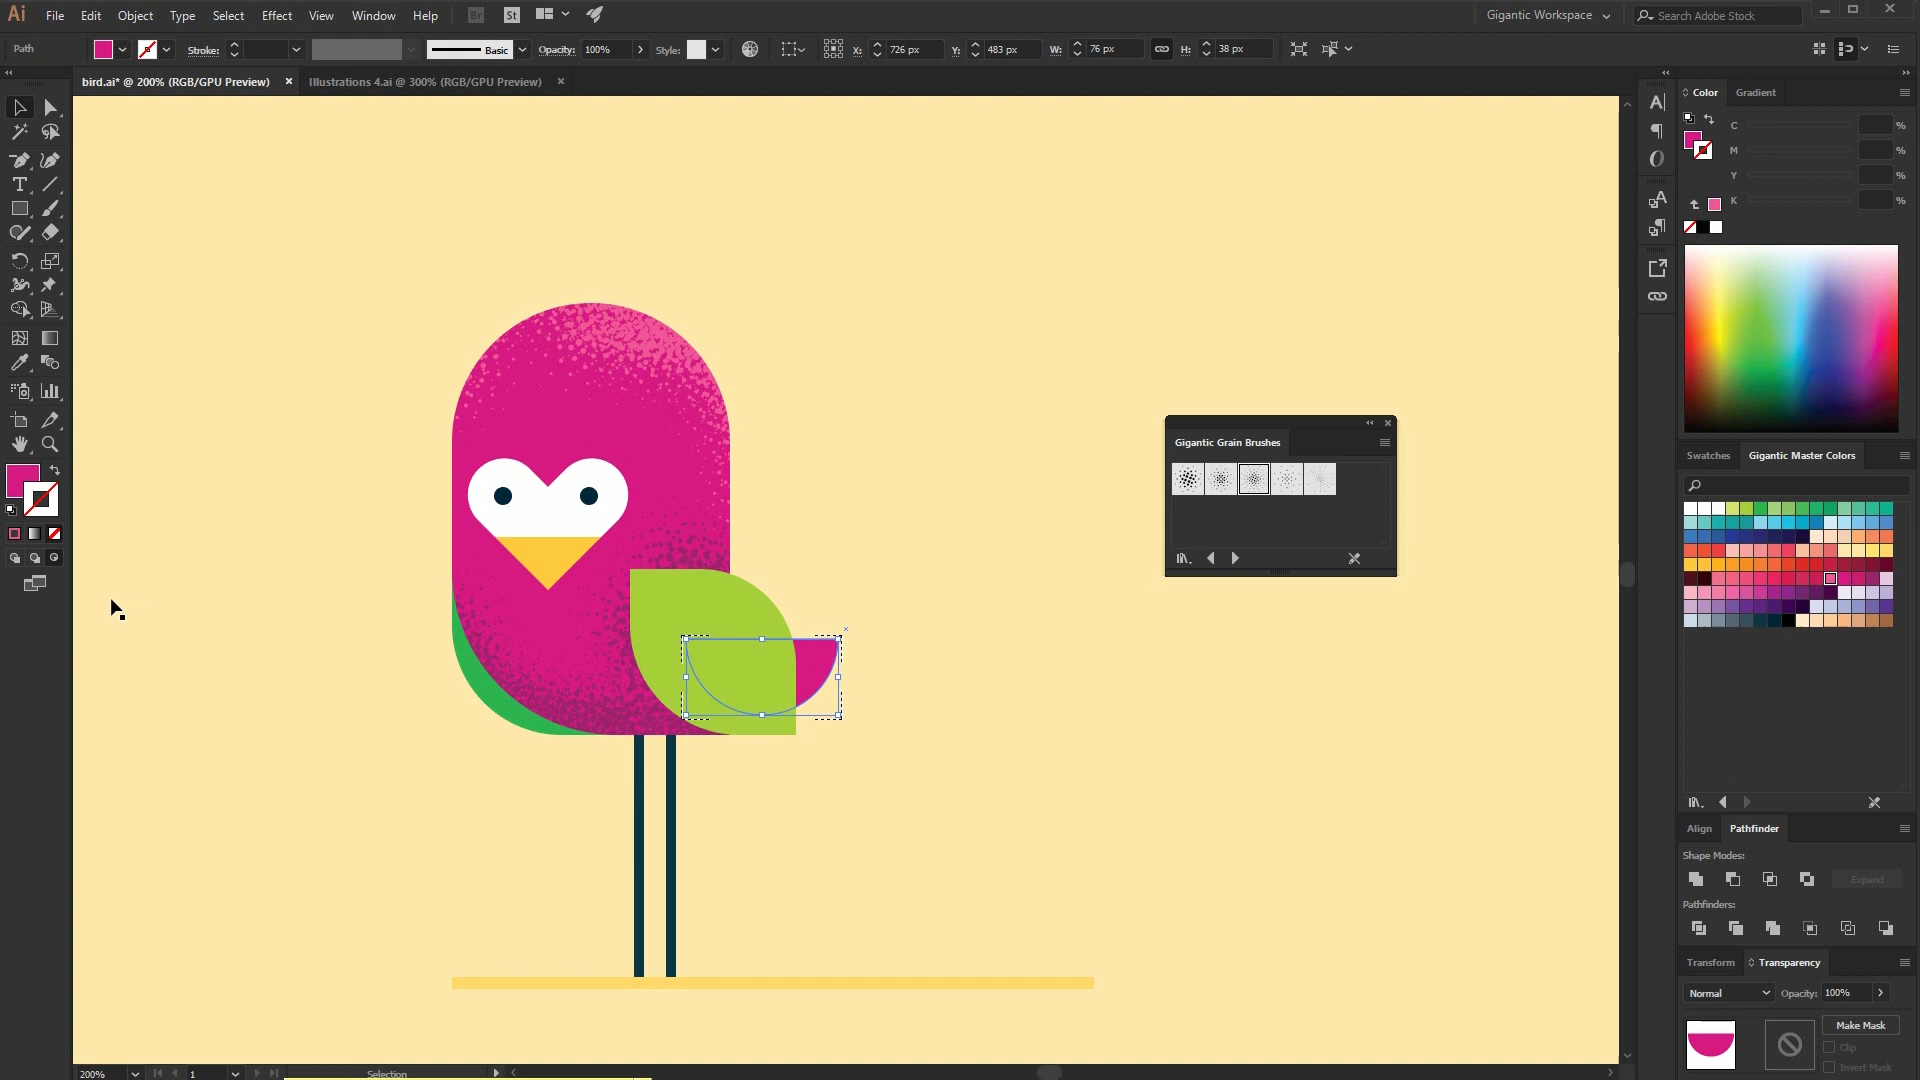 Ai File Edit Object Type Select Effect View Window Help Br St Gigantic Workspace Search Adobe Stock
Path Stroke: Basic Opacity: 100% Style: X: 726 px Y: 483 px W: 76 px H: 38 px
bird.ai* @ 200% (RGB/GPU Preview) Illustrations 4.ai @ 300% (RGB/GPU Preview)
Color Gradient
C %
M %
Y %
K %
Gigantic Grain Brushes
Swatches Gigantic Master Colors
Align Pathfinder
Shape Modes:
Expand
Pathfinders:
Transform Transparency
Normal Opacity: 100%
Make Mask
Clip
Invert Mask
200% 1 Selection